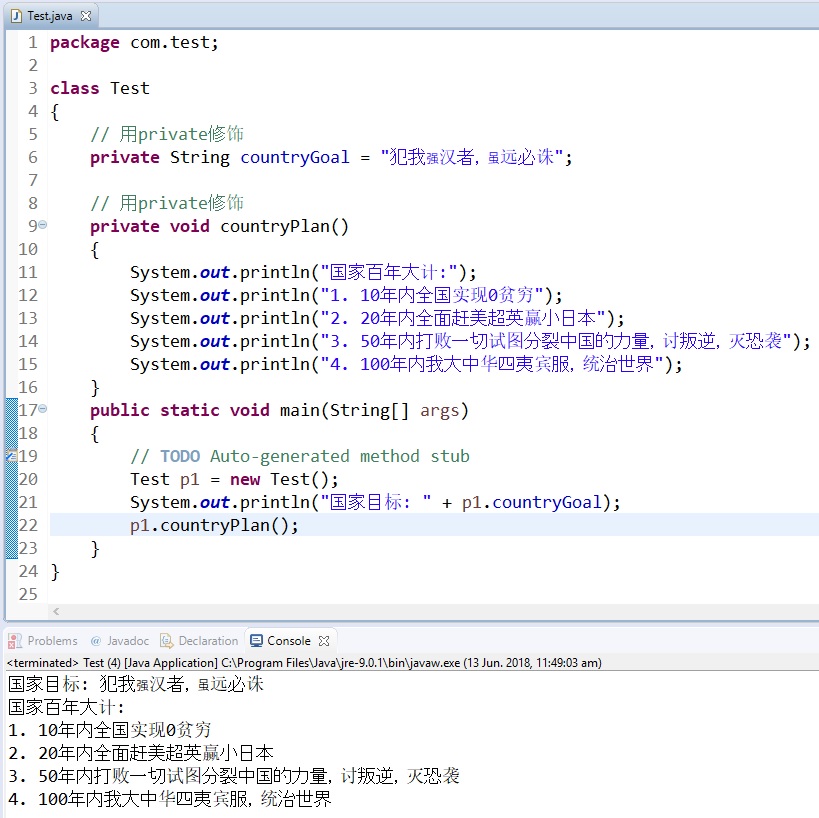 Test.java
1 package com.test;
2
3 class Test
4 {
5 // 用private修饰
6 private String countryGoal = "犯我强汉者, 虽远必诛";
7
8 // 用private修饰
9 private void countryPlan()
10 {
11 System.out.println("国家百年大计:");
12 System.out.println("1. 10年内全国实现0贫穷");
13 System.out.println("2. 20年内全面赶美超英赢小日本");
14 System.out.println("3. 50年内打败一切试图分裂中国的力量, 讨叛逆, 灭恐袭");
15 System.out.println("4. 100年内我大中华四夷宾服, 统治世界");
16 }
17 public static void main(String[] args)
18 {
19 // TODO Auto-generated method stub
20 Test p1 = new Test();
21 System.out.println("国家目标: " + p1.countryGoal);
22 p1.countryPlan();
23 }
24 }
25
Problems @ Javadoc Declaration Console
<terminated> Test (4) [Java Application] C:\Program Files\Java\jre-9.0.1\bin\javaw.exe (13 Jun. 2018, 11:49:03 am)
国家目标: 犯我强汉者, 虽远必诛
国家百年大计:
1. 10年内全国实现0贫穷
2. 20年内全面赶美超英赢小日本
3. 50年内打败一切试图分裂中国的力量, 讨叛逆, 灭恐袭
4. 100年内我大中华四夷宾服, 统治世界